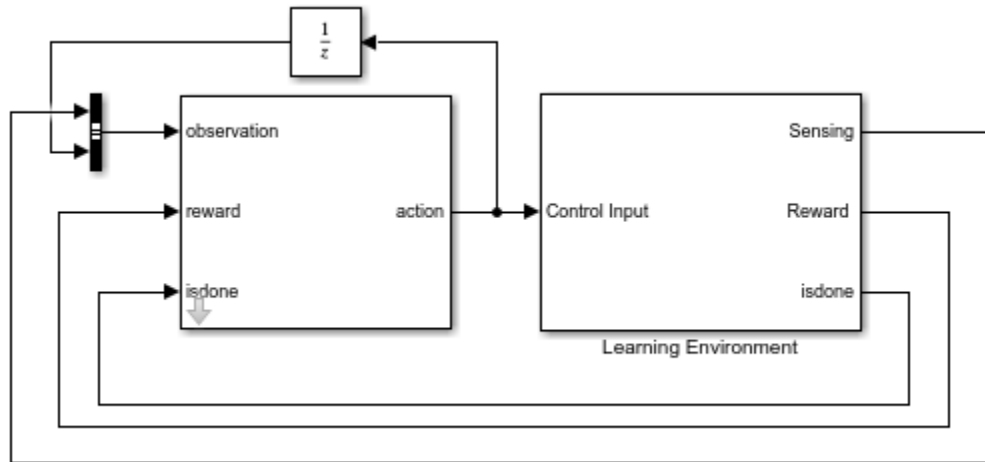 1
z
observation
Sensing
reward
action
Control Input
Reward
isdone
isdone
Learning Environment